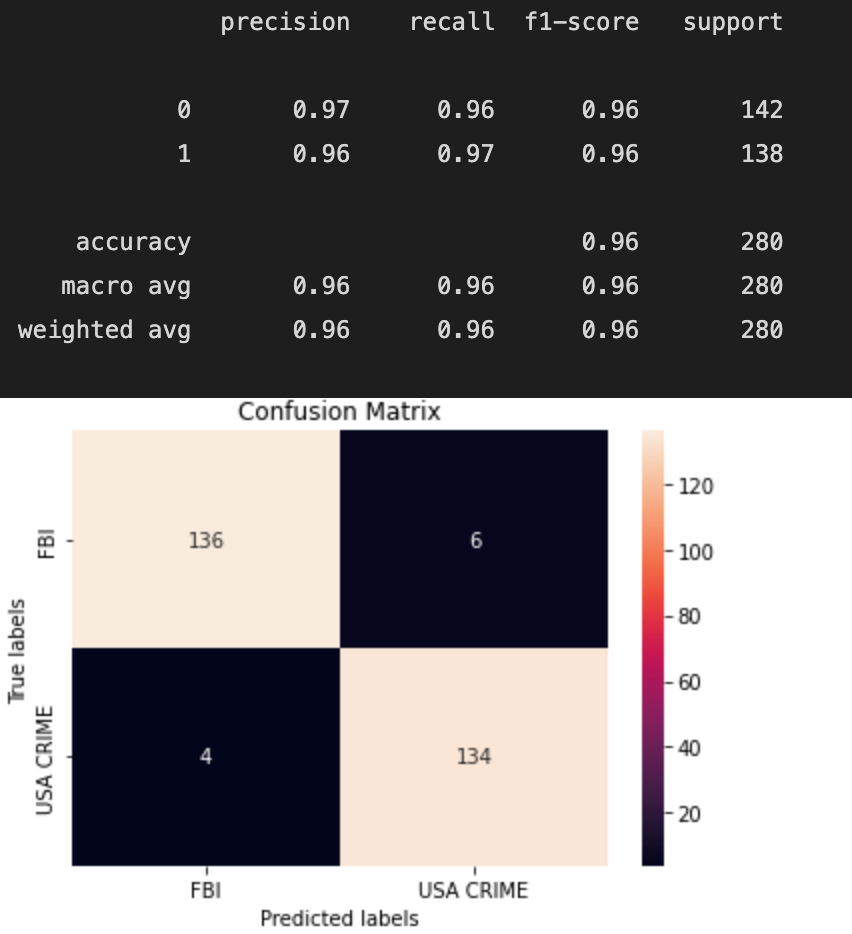 precision recall f1-score support
0 0.97 0.96 0.96 142
1 0.96 0.97 0.96 138
accuracy 0.96 280
macro avg 0.96 0.96 0.96 280
weighted avg 0.96 0.96 0.96 280
Confusion Matrix
120
FBI 136 6
100
80
True labels
60
USA CRIME 4 134
40
20
FBI USA CRIME
Predicted labels